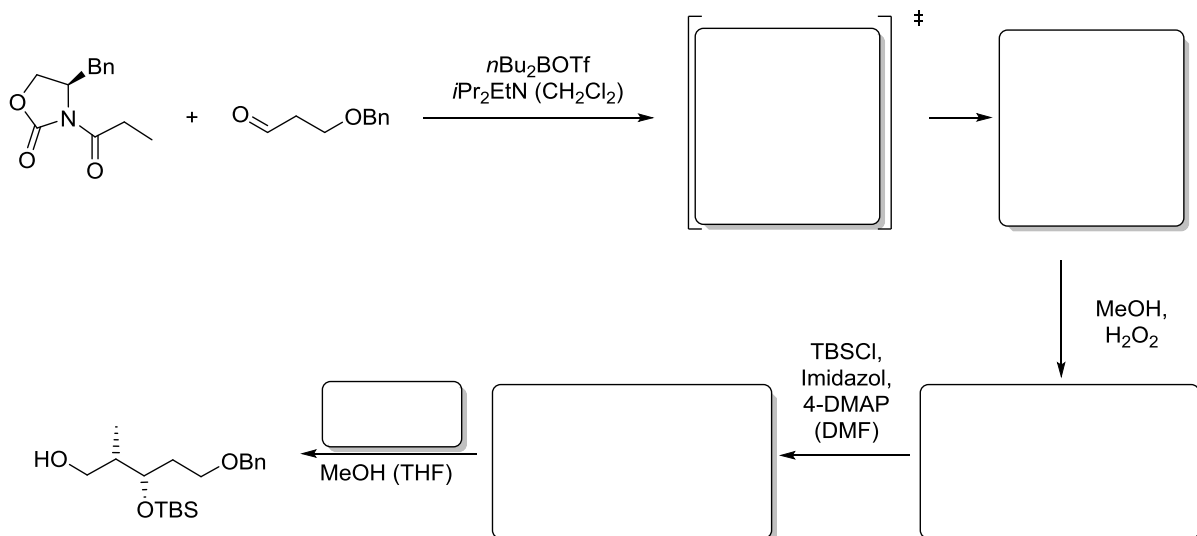 Bn
O
N
O
O
+
O
OBn
nBu₂BOTf
iPr₂EtN (CH₂Cl₂)
‡
MeOH,
H₂O₂
TBSCl,
Imidazol,
4-DMAP
(DMF)
MeOH (THF)
HO
OBn
OTBS